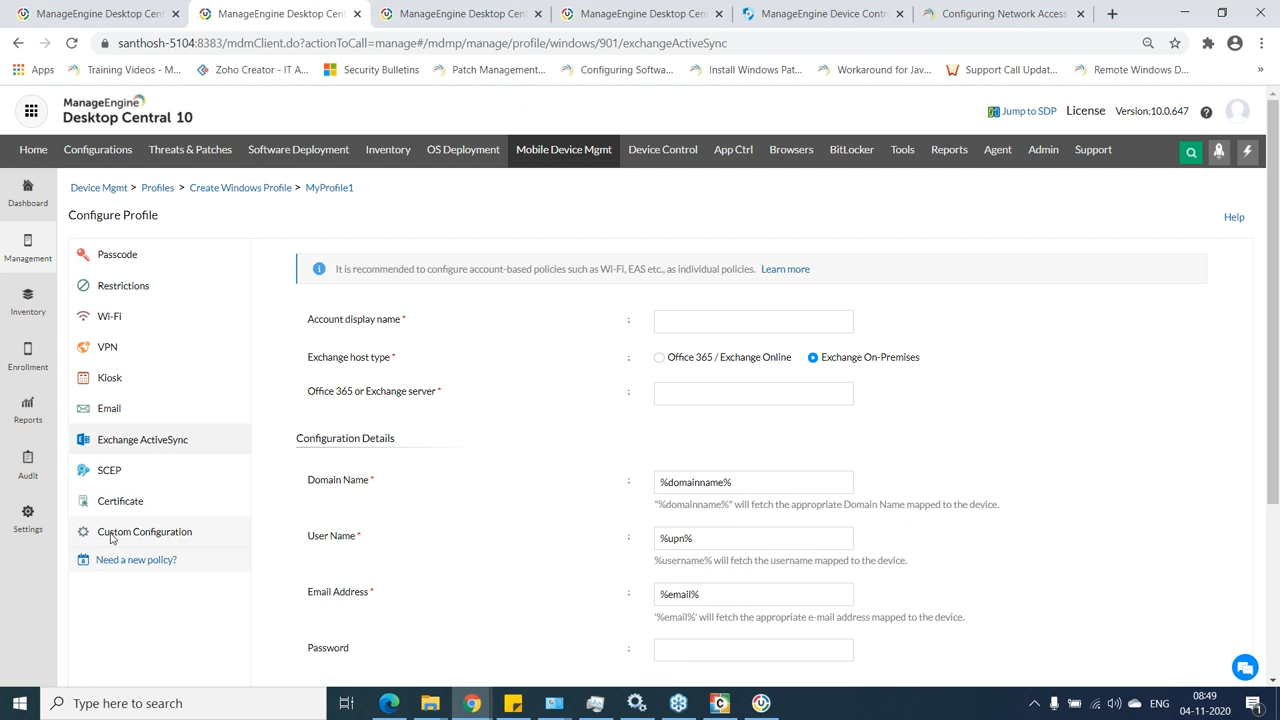 ManageEngine Desktop Cent
ManageEngine Desktop Cent
ManageEngine Desktop Cent
ManageEngine Desktop Cent
ManageEngine Device Contr
Configuring Network Access
santhosh-5104:8383/mdmClient.do?actionToCall=manage#/mdmp/manage/profile/windows/901/exchangeActiveSync
Apps
Training Videos - M...
Zoho Creator - IT A...
Security Bulletins
Patch Management...
Configuring Softwa...
Install Windows Pat...
Workaround for Jav...
Support Call Updat...
Remote Windows D...
ManageEngine
Desktop Central 10
Jump to SDP
License
Version:10.0.647
Home
Configurations
Threats & Patches
Software Deployment
Inventory
OS Deployment
Mobile Device Mgmt
Device Control
App Ctrl
Browsers
BitLocker
Tools
Reports
Agent
Admin
Support
Dashboard
Management
Inventory
Enrollment
Reports
Audit
Settings
Device Mgmt > Profiles > Create Windows Profile > MyProfile1
Configure Profile
Help
Passcode
Restrictions
Wi-Fi
VPN
Kiosk
Email
Exchange ActiveSync
SCEP
Certificate
Custom Configuration
Need a new policy?
It is recommended to configure account-based policies such as Wi-Fi, EAS etc., as individual policies. Learn more
Account display name * :
Exchange host type * : Office 365 / Exchange Online Exchange On-Premises
Office 365 or Exchange server * :
Configuration Details
Domain Name * : %domainname%
"%domainname%" will fetch the appropriate Domain Name mapped to the device.
User Name * : %upn%
%username% will fetch the username mapped to the device.
Email Address * : %email%
'%email%' will fetch the appropriate e-mail address mapped to the device.
Password :
Type here to search
ENG
08:49
04-11-2020
1